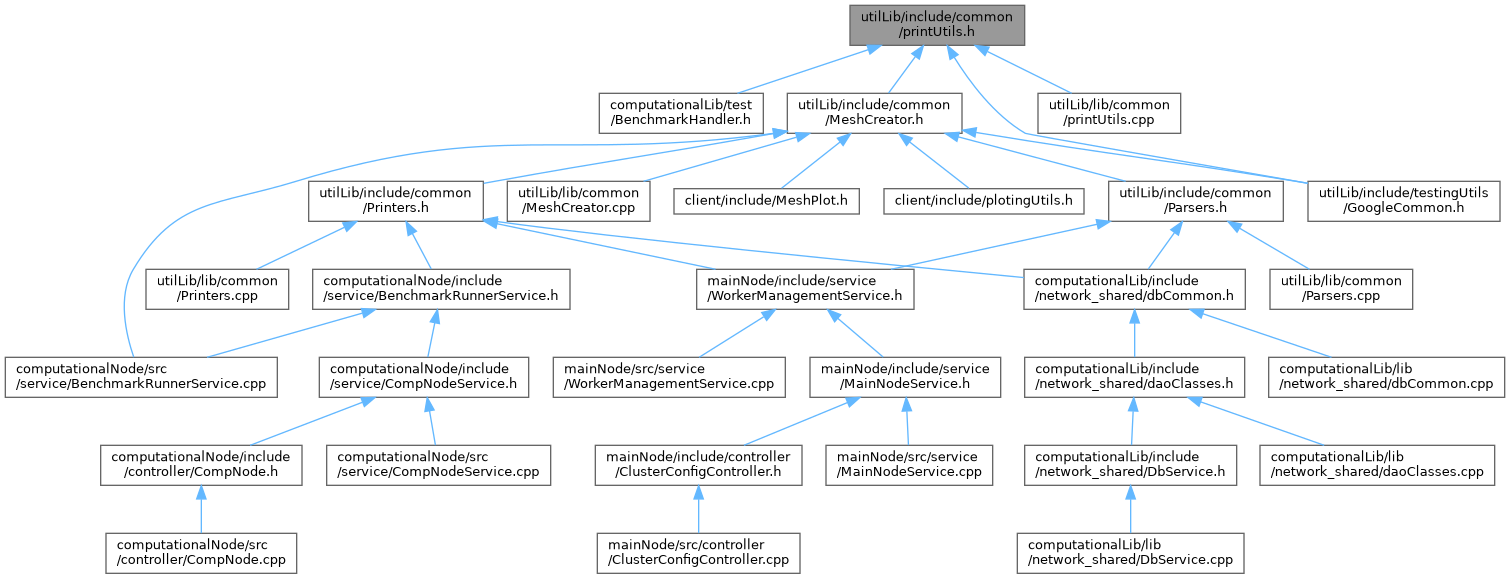 utilLib/include/common
/printUtils.h
computationalLib/test
/BenchmarkHandler.h
utilLib/include/common
/MeshCreator.h
utilLib/lib/common
/printUtils.cpp
utilLib/include/common
/Printers.h
utilLib/lib/common
/MeshCreator.cpp
client/include/MeshPlot.h
client/include/plotingUtils.h
utilLib/include/common
/Parsers.h
utilLib/include/testingUtils
/GoogleCommon.h
utilLib/lib/common
/Printers.cpp
computationalNode/include
/service/BenchmarkRunnerService.h
mainNode/include/service
/WorkerManagementService.h
computationalLib/include
/network_shared/dbCommon.h
utilLib/lib/common
/Parsers.cpp
computationalNode/src
/service/BenchmarkRunnerService.cpp
computationalNode/include
/service/CompNodeService.h
mainNode/src/service
/WorkerManagementService.cpp
mainNode/include/service
/MainNodeService.h
computationalLib/include
/network_shared/daoClasses.h
computationalLib/lib
/network_shared/dbCommon.cpp
computationalNode/include
/controller/CompNode.h
computationalNode/src
/service/CompNodeService.cpp
mainNode/include/controller
/ClusterConfigController.h
mainNode/src/service
/MainNodeService.cpp
computationalLib/include
/network_shared/DbService.h
computationalLib/lib
/network_shared/daoClasses.cpp
computationalNode/src
/controller/CompNode.cpp
mainNode/src/controller
/ClusterConfigController.cpp
computationalLib/lib
/network_shared/DbService.cpp